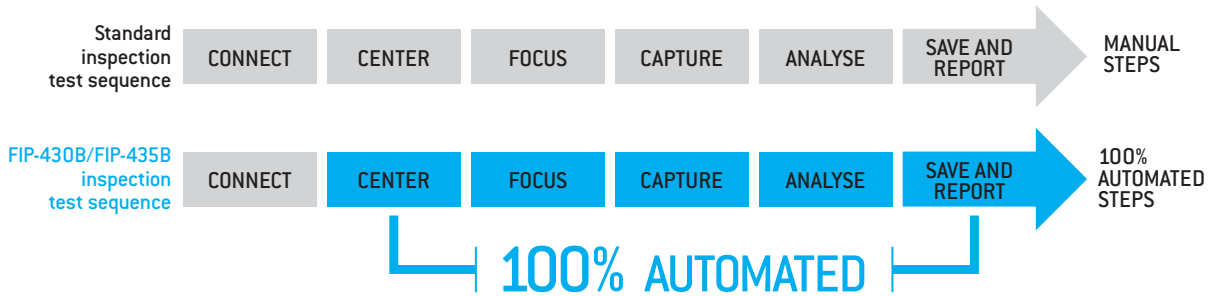 Standard
inspection
test sequence
CONNECT
CENTER
FOCUS
CAPTURE
ANALYSE
SAVE AND
REPORT
MANUAL
STEPS
FIP-430B/FIP-435B
inspection
test sequence
CONNECT
CENTER
FOCUS
CAPTURE
ANALYSE
SAVE AND
REPORT
100%
AUTOMATED
STEPS
100% AUTOMATED